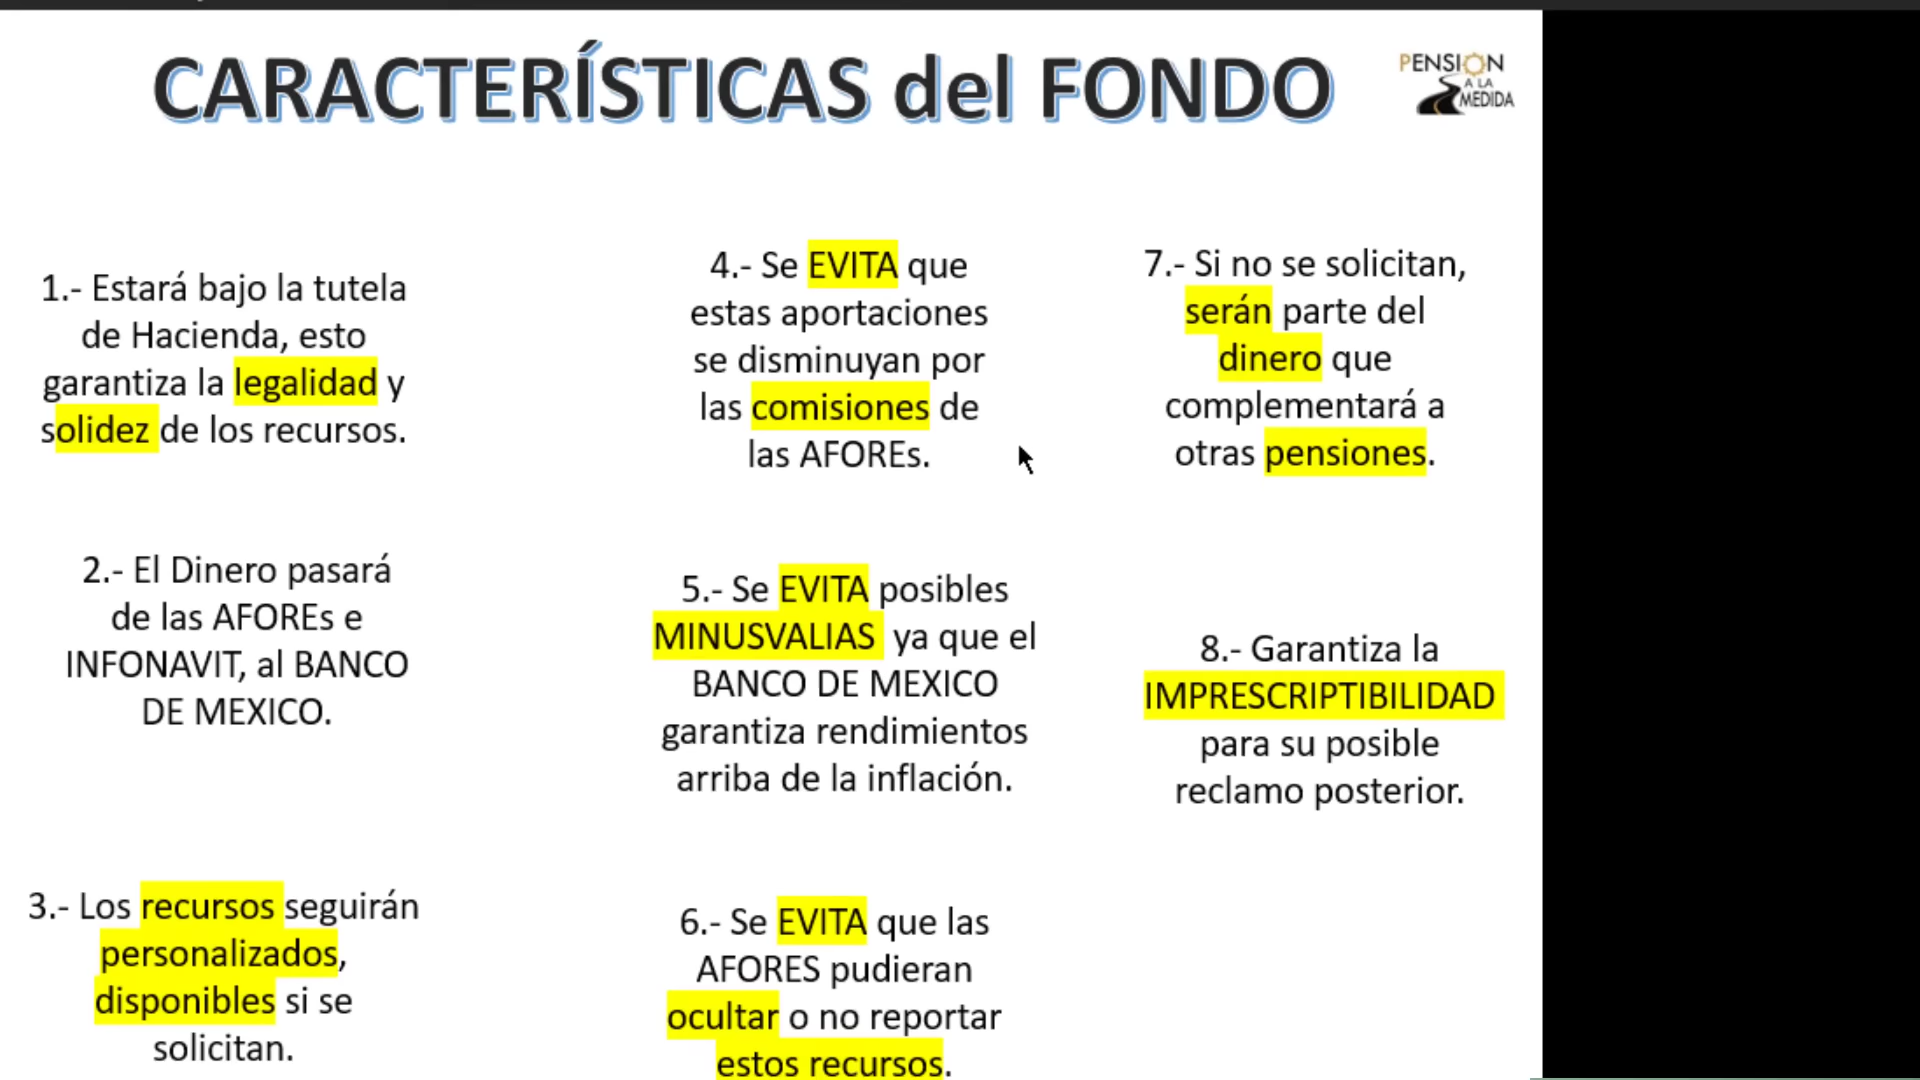 CARACTERÍSTICAS del FONDO
PENSION
A LA
MEDIDA
1.- Estará bajo la tutela
de Hacienda, esto
garantiza la legalidad y
solidez de los recursos.
2.- El Dinero pasará
de las AFOREs e
INFONAVIT, al BANCO
DE MEXICO.
3.- Los recursos seguirán
personalizados,
disponibles si se
solicitan.
4.- Se EVITA que
estas aportaciones
se disminuyan por
las comisiones de
las AFOREs.
5.- Se EVITA posibles
MINUSVALIAS ya que el
BANCO DE MEXICO
garantiza rendimientos
arriba de la inflación.
6.- Se EVITA que las
AFORES pudieran
ocultar o no reportar
estos recursos.
7.- Si no se solicitan,
serán parte del
dinero que
complementará a
otras pensiones.
8.- Garantiza la
IMPRESCRIPTIBILIDAD
para su posible
reclamo posterior.